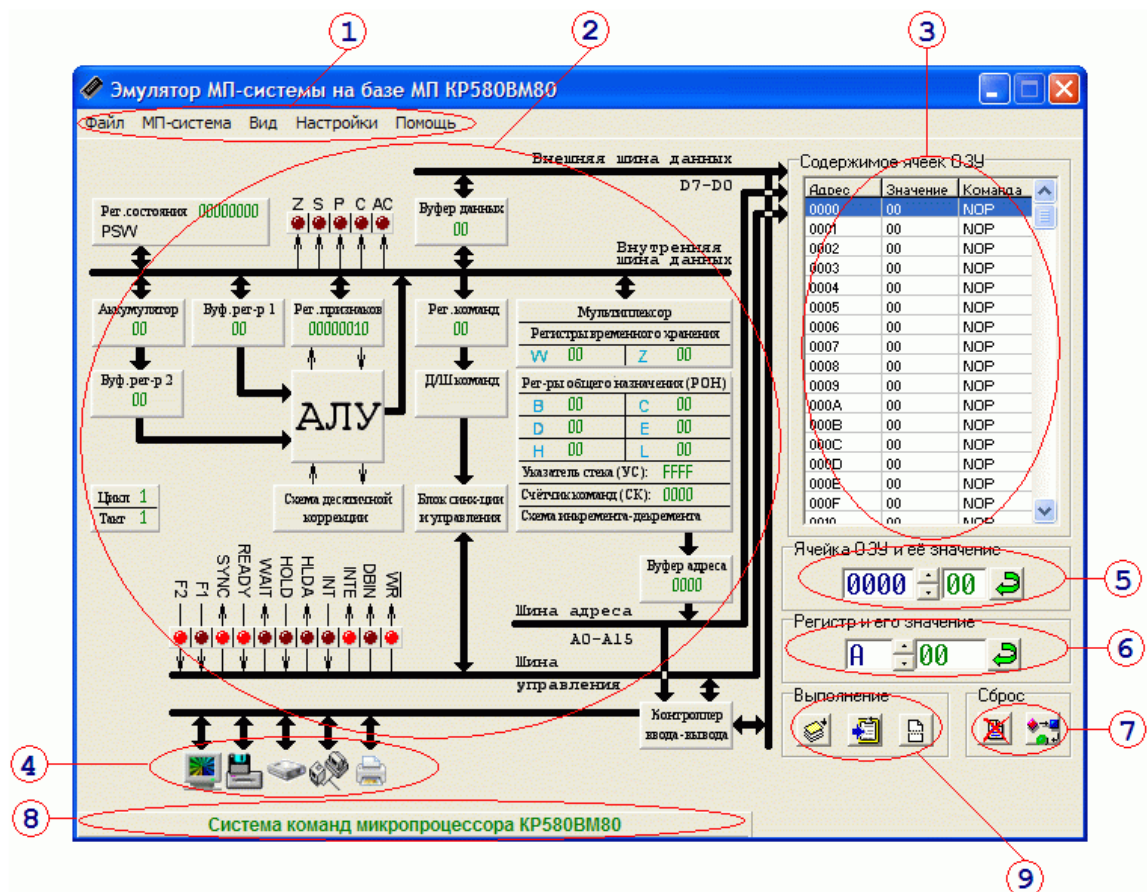 1
2
3
Эмулятор МП-системы на базе МП КР580ВМ80
Файл МП-система Вид Настройки Помощь
Внешняя шина данных
D7-D0
Рег.состояния 00000000
PSW
Z S P C AC
Буфер данных
00
Внутренняя
шина данных
Аккумулятор
00
Буф.рег-р 1
00
Рег.признаков
00000010
Рег.команд
00
Мультиплексор
Регистры временного хранения
W 00 Z 00
Буф.рег-р 2
00
АЛУ
Д/Ш команд
Рег-ры общего назначения (РОН)
B 00 C 00
D 00 E 00
H 00 L 00
Указатель стека (УС): FFFF
Счётчик команд (СК): 0000
Схема инкремента-декремента
Цикл 1
Такт 1
Схема десятичной
коррекции
Блок синх-ции
и управления
Буфер адреса
0000
F2 F1 SYNC READY WAIT HOLD HLDA INT INTE DBIN WR
Шина адреса
A0-A15
Шина
управления
Контроллер
ввода-вывода
Содержимое ячеек ОЗУ
Адрес Значение Команда
0000 00 NOP
0001 00 NOP
0002 00 NOP
0003 00 NOP
0004 00 NOP
0005 00 NOP
0006 00 NOP
0007 00 NOP
0008 00 NOP
0009 00 NOP
000A 00 NOP
000B 00 NOP
000C 00 NOP
000D 00 NOP
000E 00 NOP
000F 00 NOP
0010 00 NOP
Ячейка ОЗУ и её значение
0000 00
5
Регистр и его значение
A 00
6
Выполнение
Сброс
7
4
8
Система команд микропроцессора КР580ВМ80
9